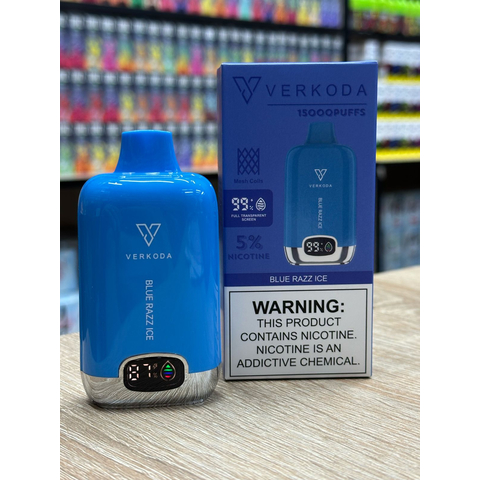 VERKODA
15000PUFFS
Mesh Coils
99%
FULL TRANSPARENT
SCREEN
5%
NICOTINE
VERKODA
BLUE RAZZ ICE
99%
BLUE RAZZ ICE
WARNING:
THIS PRODUCT
CONTAINS NICOTINE.
NICOTINE IS AN
ADDICTIVE CHEMICAL.
VERKODA
BLUE RAZZ ICE